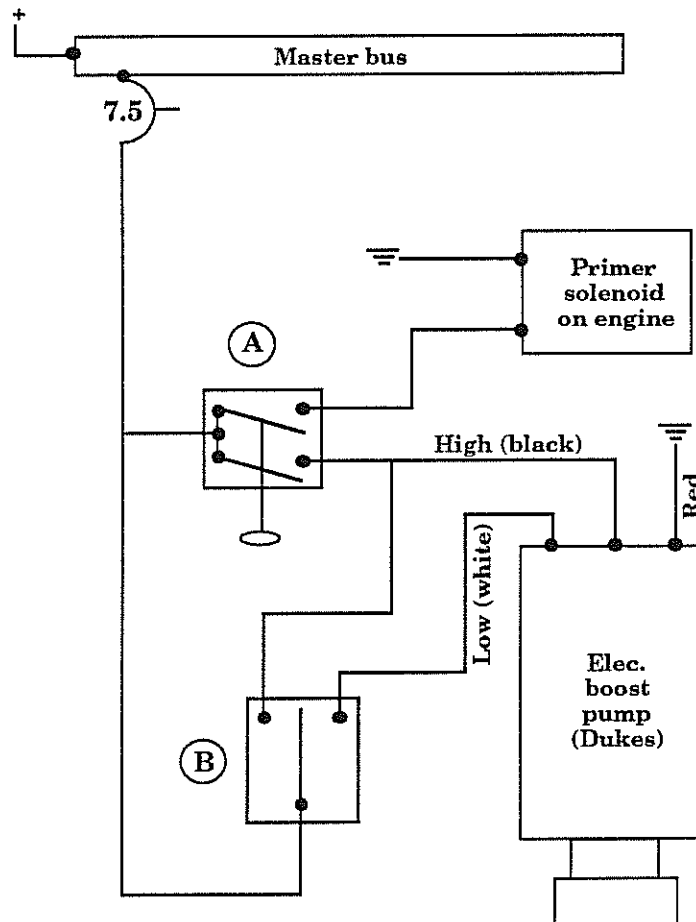 +
Master bus
7.5
Primer
solenoid
on engine
A
High (black)
Red
Low (white)
Elec.
boost
pump
(Dukes)
B